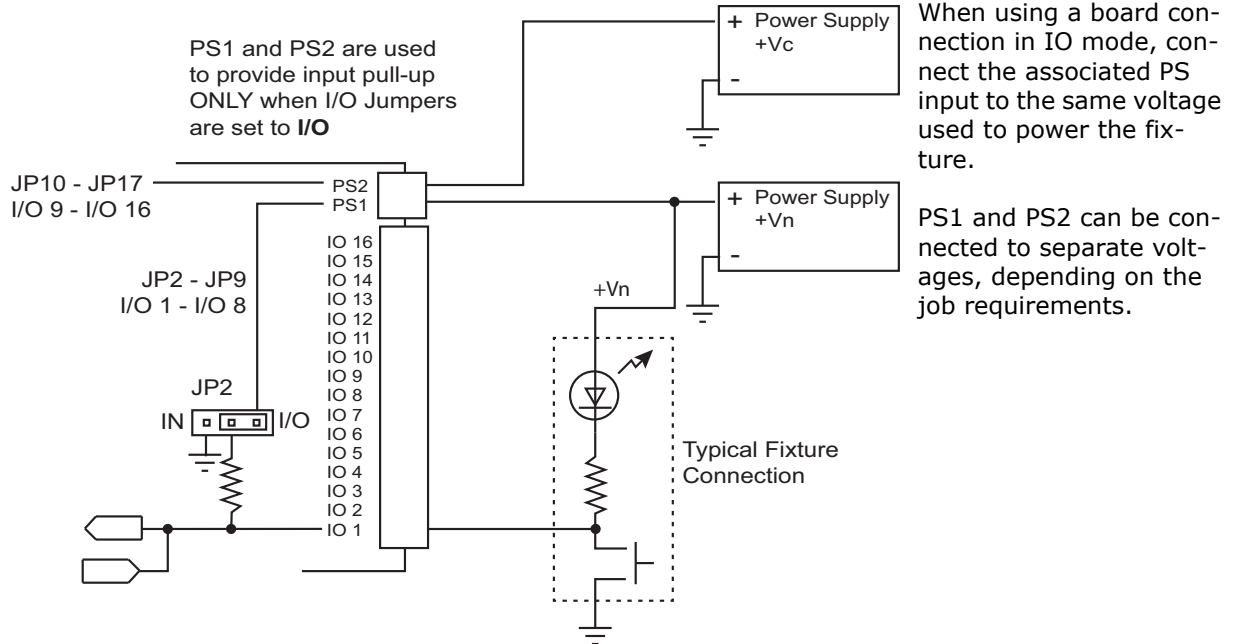 PS1 and PS2 are used
to provide input pull-up
ONLY when I/O Jumpers
are set to I/O
+ Power Supply
+Vc
-
When using a board con-
nection in IO mode, con-
nect the associated PS
input to the same voltage
used to power the fix-
ture.
PS1 and PS2 can be con-
nected to separate volt-
ages, depending on the
job requirements.
JP10 - JP17
I/O 9 - I/O 16
PS2
PS1
+ Power Supply
+Vn
-
JP2 - JP9
I/O 1 - I/O 8
IO 16
IO 15
IO 14
IO 13
IO 12
IO 11
IO 10
IO 9
IO 8
IO 7
IO 6
IO 5
IO 4
IO 3
IO 2
IO 1
JP2
IN
I/O
+Vn
Typical Fixture
Connection